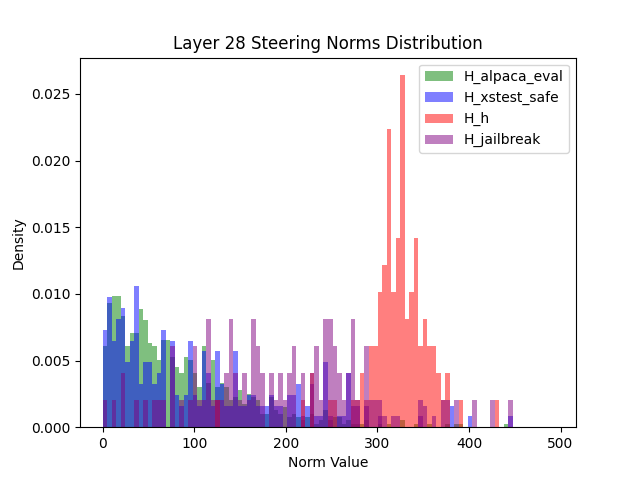 Layer 28 Steering Norms Distribution
H_alpaca_eval
H_xstest_safe
H_h
H_jailbreak
Density
0.025
0.020
0.015
0.010
0.005
0.000
0 100 200 300 400 500
Norm Value